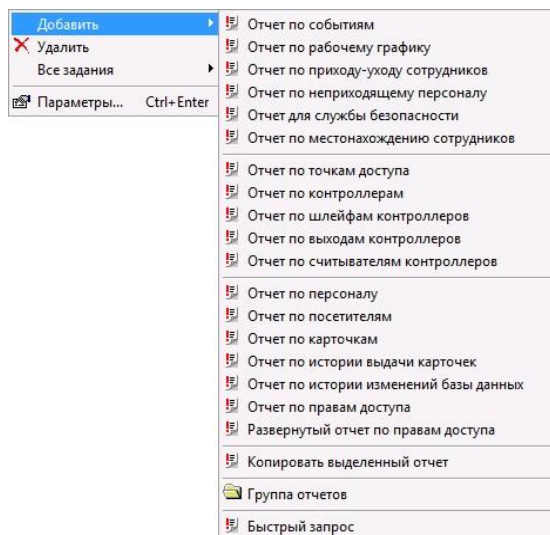 Добавить
Удалить
Все задания
Параметры... Ctrl+Enter
Отчет по событиям
Отчет по рабочему графику
Отчет по приходу-уходу сотрудников
Отчет по неприходящему персоналу
Отчет для службы безопасности
Отчет по местонахождению сотрудников
Отчет по точкам доступа
Отчет по контроллерам
Отчет по шлейфам контроллеров
Отчет по выходам контроллеров
Отчет по считывателям контроллеров
Отчет по персоналу
Отчет по посетителям
Отчет по карточкам
Отчет по истории выдачи карточек
Отчет по истории изменений базы данных
Отчет по правам доступа
Развернутый отчет по правам доступа
Копировать выделенный отчет
Группа отчетов
Быстрый запрос